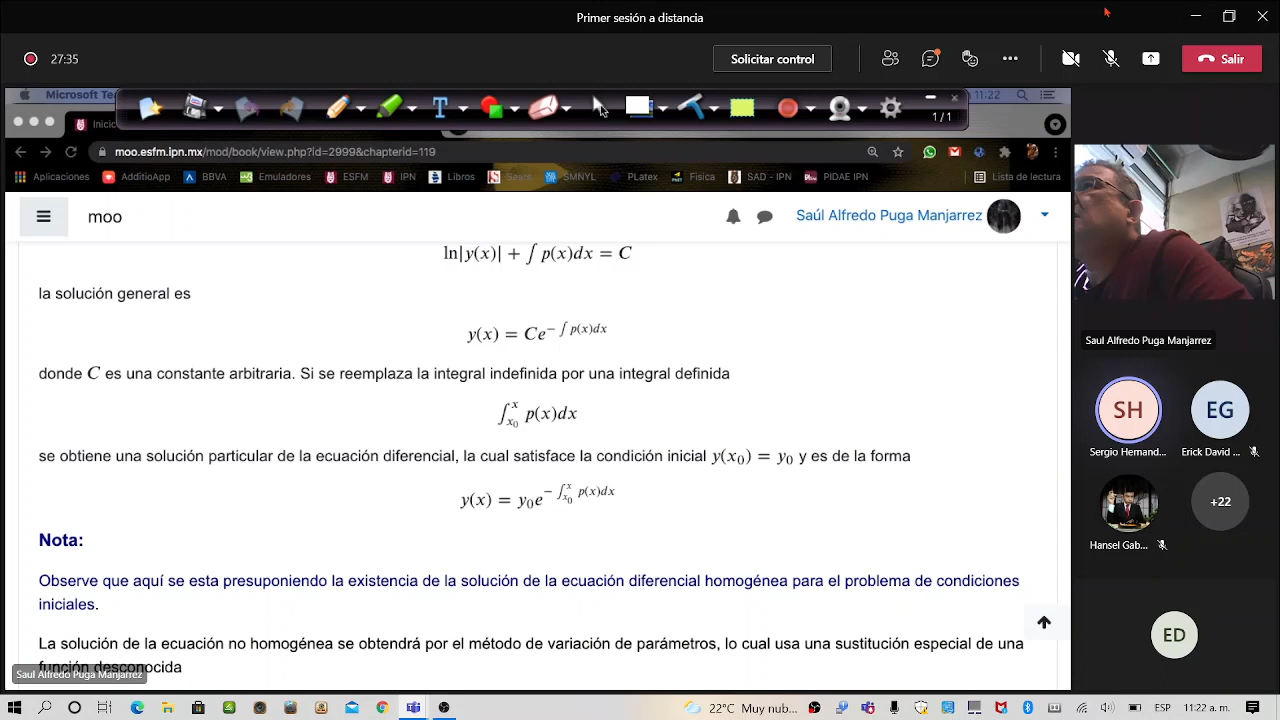 Primer sesión a distancia
27:35
Solicitar control
Salir
Microsoft Te
11:22
1 / 1
Inic
moo.esfm.ipn.mx/mod/book/view.php?id=2999&chapterid=119
Aplicaciones
AdditioApp
BBVA
Emuladores
ESFM
IPN
Libros
SMNYL
PLatex
Física
SAD - IPN
PIDAE IPN
Lista de lectura
moo
Saúl Alfredo Puga Manjarrez
ln|y(x)| + ∫ p(x)dx = C
la solución general es
y(x) = Ce^{− ∫ p(x)dx}
donde C es una constante arbitraria. Si se reemplaza la integral indefinida por una integral definida
∫_{x_0}^{x} p(x)dx
se obtiene una solución particular de la ecuación diferencial, la cual satisface la condición inicial y(x_0) = y_0 y es de la forma
y(x) = y_0e^{− ∫_{x_0}^{x} p(x)dx}
Nota:
Observe que aquí se esta presuponiendo la existencia de la solución de la ecuación diferencial homogénea para el problema de condiciones
iniciales.
La solución de la ecuación no homogénea se obtendrá por el método de variación de parámetros, lo cual usa una sustitución especial de una
función desconocida
Saul Alfredo Puga Manjarrez
Saul Alfredo Puga Manjarrez
SH
EG
Sergio Hernand...
Erick David ...
+22
Hansel Gab...
ED
22°C Muy nub...
ESP
11:22 a. m.